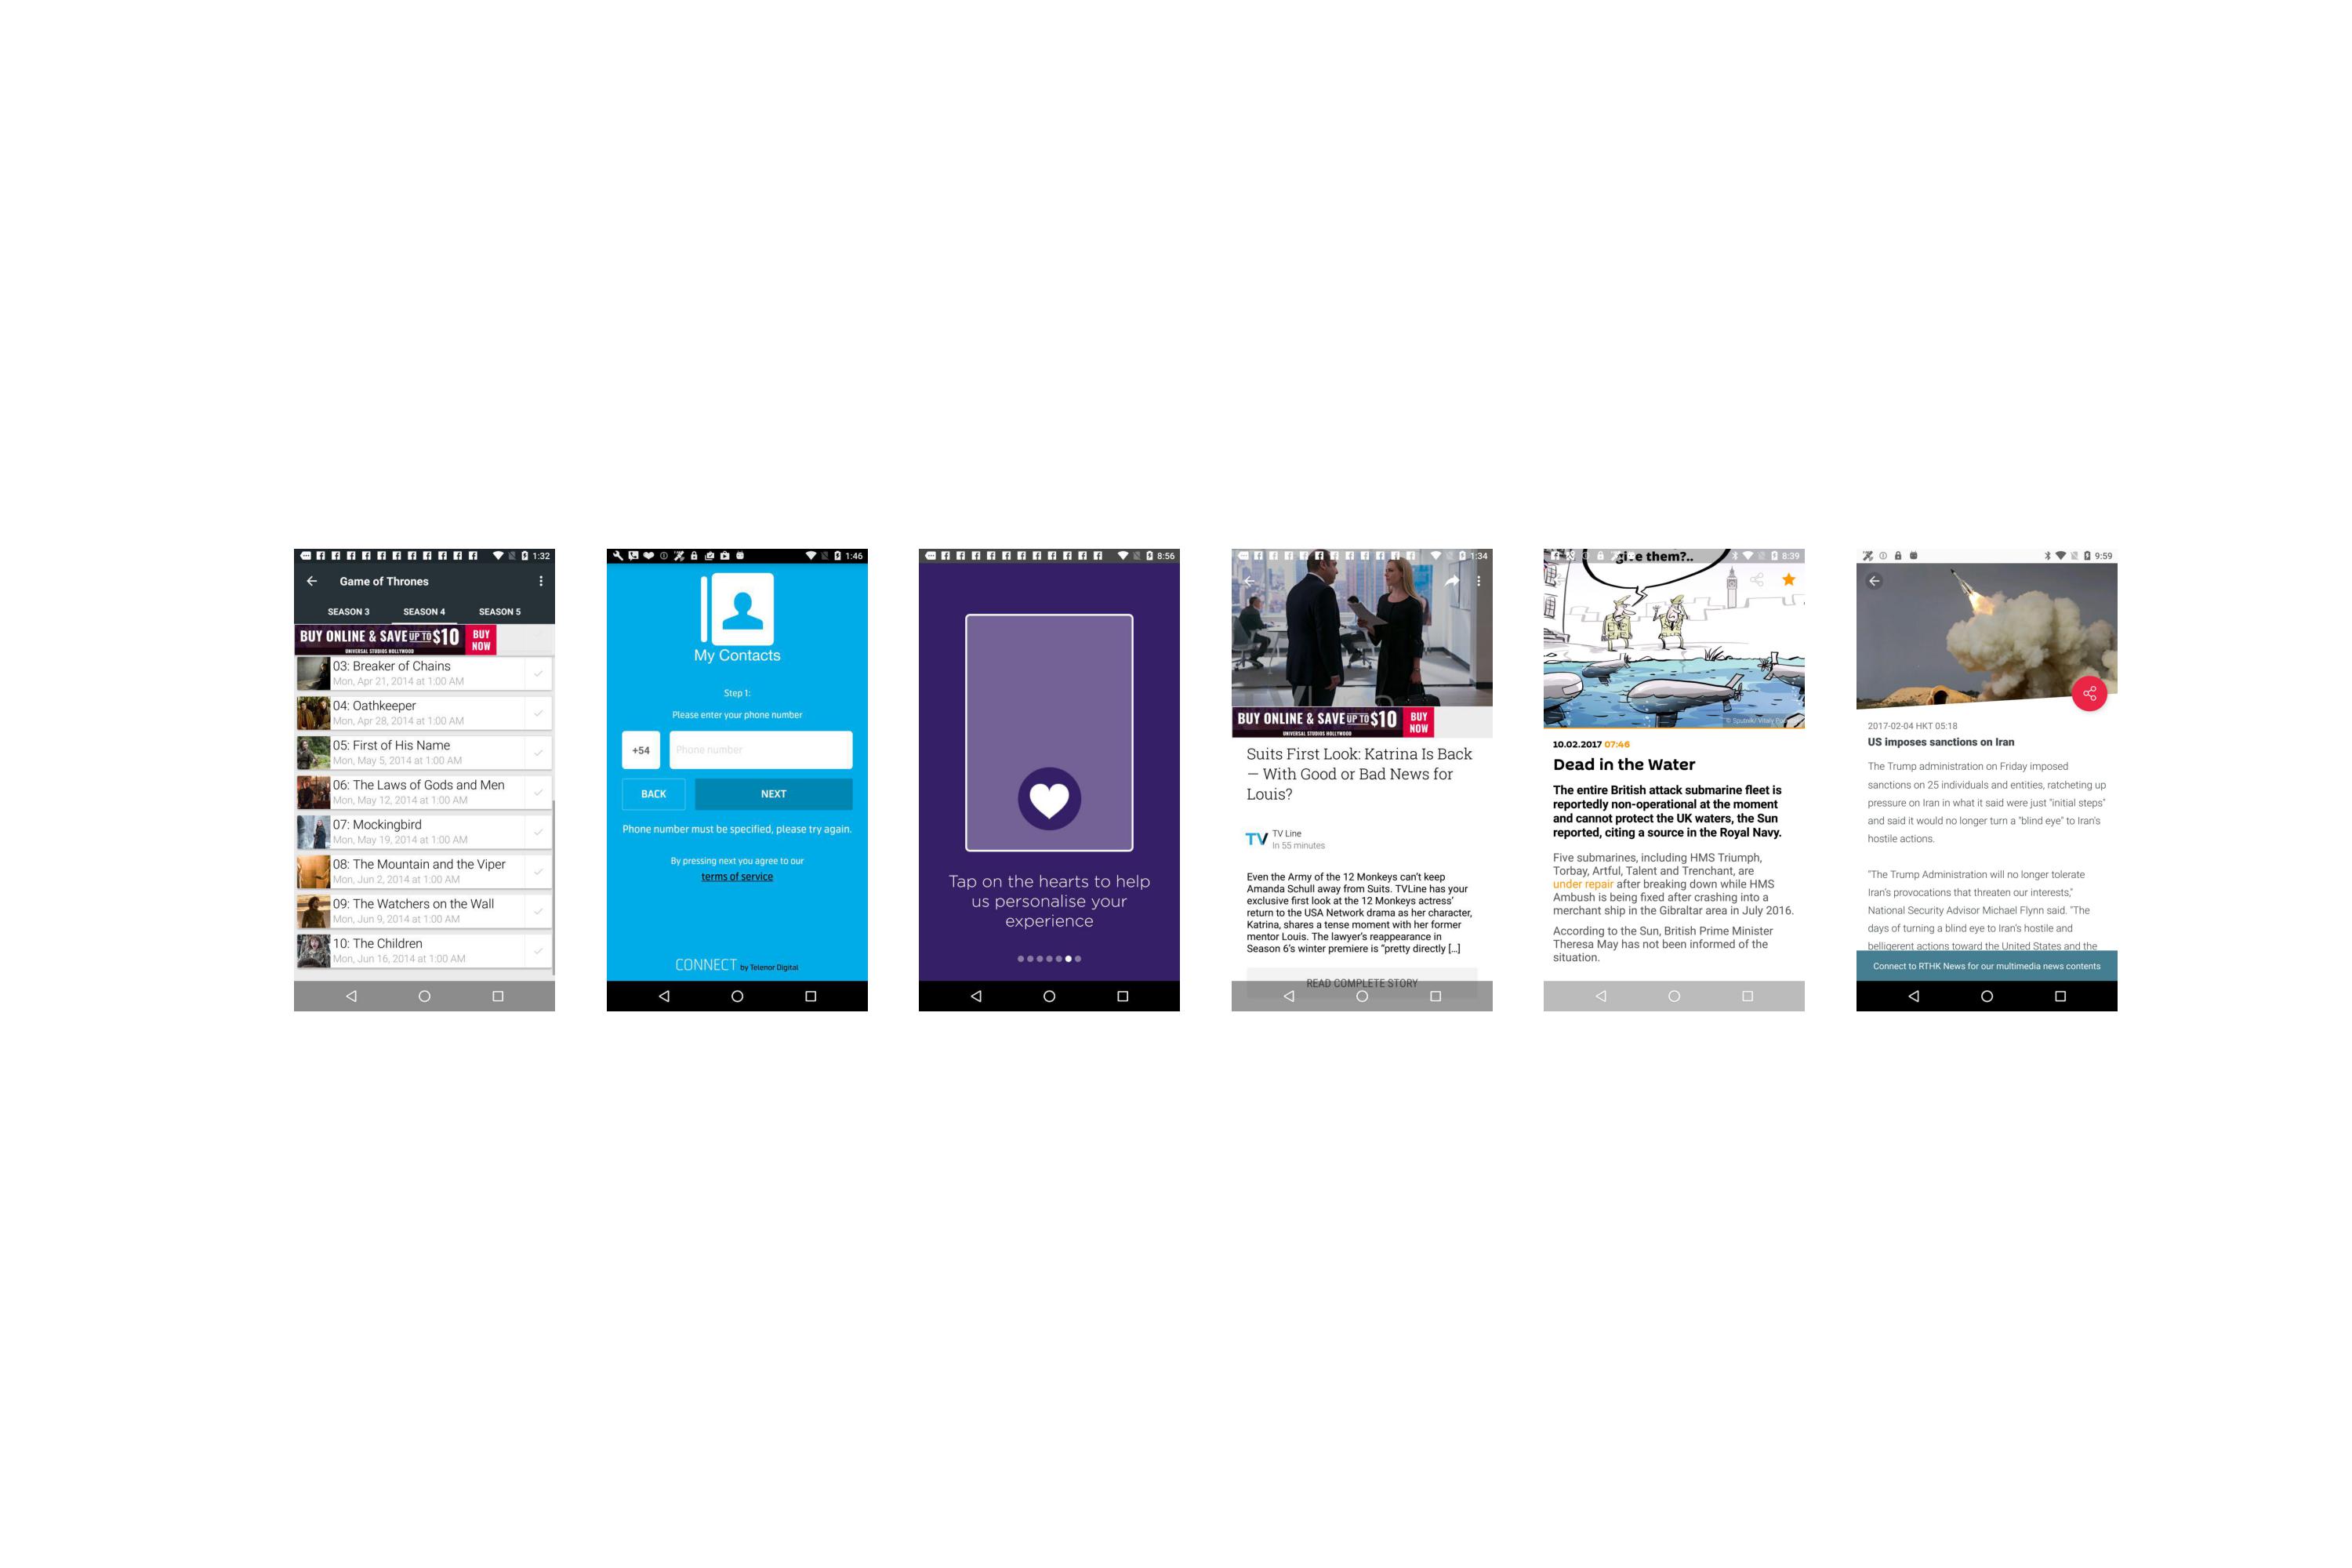 1:32
Game of Thrones
SEASON 3 SEASON 4 SEASON 5
BUY ONLINE & SAVE UP TO $10 BUY NOW
UNIVERSAL STUDIOS HOLLYWOOD
03: Breaker of Chains
Mon, Apr 21, 2014 at 1:00 AM
04: Oathkeeper
Mon, Apr 28, 2014 at 1:00 AM
05: First of His Name
Mon, May 5, 2014 at 1:00 AM
06: The Laws of Gods and Men
Mon, May 12, 2014 at 1:00 AM
07: Mockingbird
Mon, May 19, 2014 at 1:00 AM
08: The Mountain and the Viper
Mon, Jun 2, 2014 at 1:00 AM
09: The Watchers on the Wall
Mon, Jun 9, 2014 at 1:00 AM
10: The Children
Mon, Jun 16, 2014 at 1:00 AM
1:46
My Contacts
Step 1:
Please enter your phone number
+54 Phone number
BACK NEXT
Phone number must be specified, please try again.
By pressing next you agree to our
terms of service
CONNECT by Telenor Digital
8:56
Tap on the hearts to help
us personalise your
experience
1:34
BUY ONLINE & SAVE UP TO $10 BUY NOW
UNIVERSAL STUDIOS HOLLYWOOD
Suits First Look: Katrina Is Back
— With Good or Bad News for
Louis?
TV TV Line
In 55 minutes
Even the Army of the 12 Monkeys can't keep
Amanda Schull away from Suits. TVLine has your
exclusive first look at the 12 Monkeys actress'
return to the USA Network drama as her character,
Katrina, shares a tense moment with her former
mentor Louis. The lawyer's reappearance in
Season 6's winter premiere is "pretty directly [...]
READ COMPLETE STORY
8:39
give them?..
© Sputnik/ Vitaly
10.02.2017 07:46
Dead in the Water
The entire British attack submarine fleet is
reportedly non-operational at the moment
and cannot protect the UK waters, the Sun
reported, citing a source in the Royal Navy.
Five submarines, including HMS Triumph,
Torbay, Artful, Talent and Trenchant, are
under repair after breaking down while HMS
Ambush is being fixed after crashing into a
merchant ship in the Gibraltar area in July 2016.
According to the Sun, British Prime Minister
Theresa May has not been informed of the
situation.
9:59
2017-02-04 HKT 05:18
US imposes sanctions on Iran
The Trump administration on Friday imposed
sanctions on 25 individuals and entities, ratcheting up
pressure on Iran in what it said were just "initial steps"
and said it would no longer turn a "blind eye" to Iran's
hostile actions.
"The Trump Administration will no longer tolerate
Iran's provocations that threaten our interests,"
National Security Advisor Michael Flynn said. "The
days of turning a blind eye to Iran's hostile and
belligerent actions toward the United States and the
Connect to RTHK News for our multimedia news contents